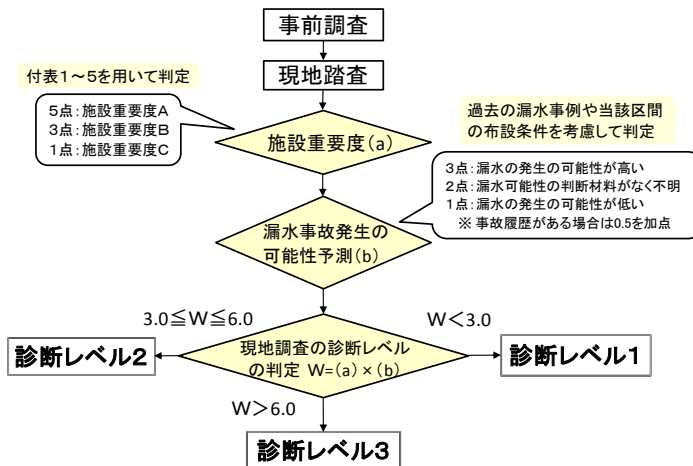 事前調査
現地踏査
付表1～5を用いて判定
5点：施設重要度A
3点：施設重要度B
1点：施設重要度C
施設重要度(a)
過去の漏水事例や当該区間
の布設条件を考慮して判定
3点：漏水の発生の可能性が高い
2点：漏水可能性の判断材料がなく不明
1点：漏水の発生の可能性が低い
※ 事故履歴がある場合は0.5を加点
漏水事故発生の
可能性予測(b)
3.0≦W≦6.0
W＜3.0
診断レベル2
現地調査の診断レベル
の判定 W=(a)×(b)
診断レベル1
W＞6.0
診断レベル3